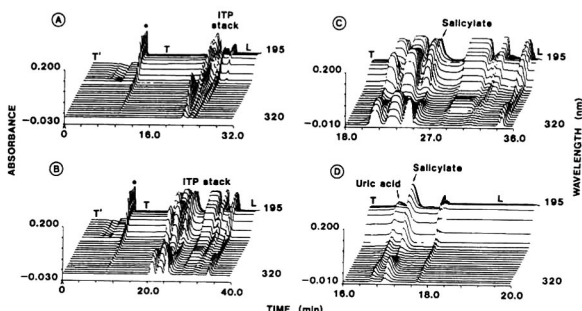 A
ITP
stack
T'
*
T
L
195
0.200
-0.030
320
0
16.0
32.0
B
ITP stack
T'
*
T
L
195
0.200
-0.030
320
0.0
20.0
40.0
C
Salicylate
T
L
195
0.200
-0.010
320
18.0
27.0
36.0
D
Salicylate
Uric acid
T
L
195
0.200
-0.010
320
16.0
18.0
20.0
ABSORBANCE
WAVELENGTH (nm)
TIME (min)